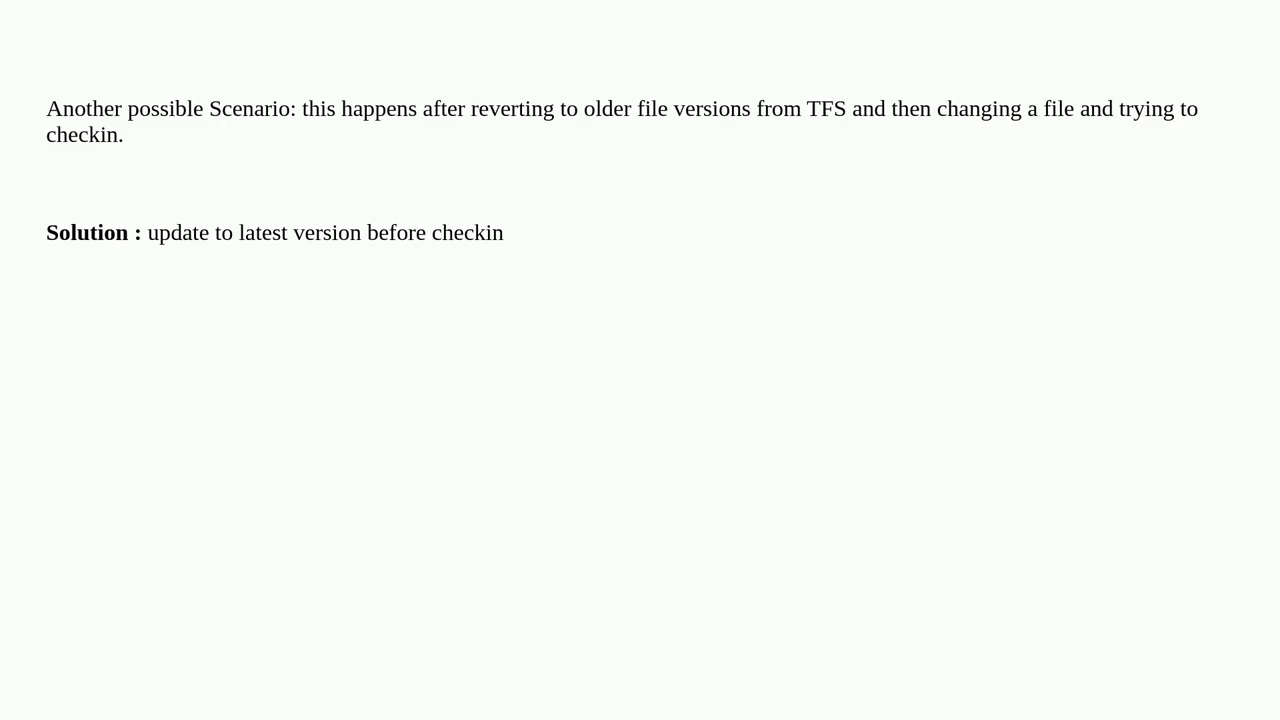 Another possible Scenario: this happens after reverting to older file versions from TFS and then changing a file and trying to
checkin.
Solution : update to latest version before checkin